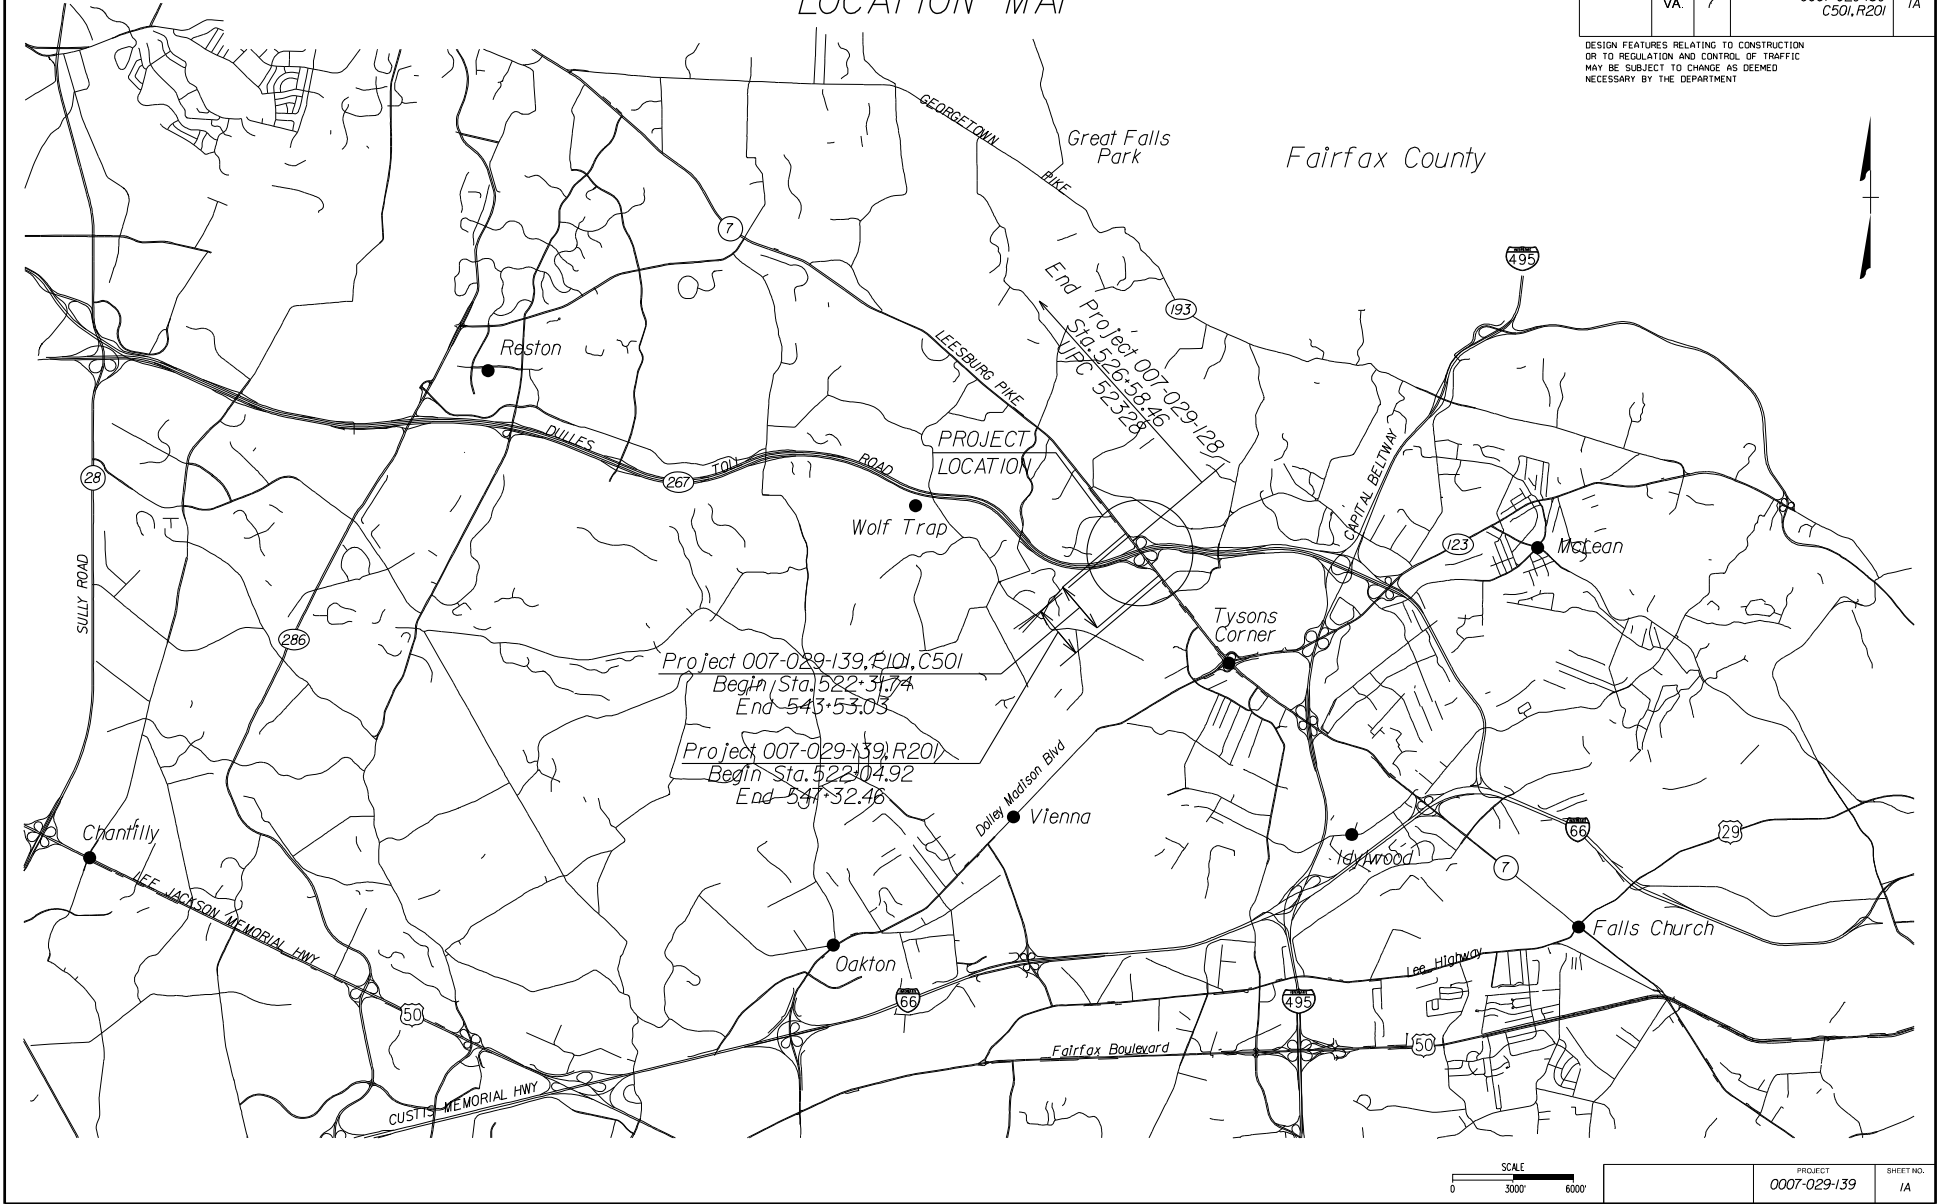 LOCATION MAP
VA.
7
C501, R201
1A
DESIGN FEATURES RELATING TO CONSTRUCTION
OR TO REGULATION AND CONTROL OF TRAFFIC
MAY BE SUBJECT TO CHANGE AS DEEMED
NECESSARY BY THE DEPARTMENT
GEORGETOWN
PIKE
Great Falls
Park
Fairfax County
7
495
193
End Project 007-029-128
Sta. 526+58.46
UPC 52328
LEESBURG PIKE
Reston
PROJECT
LOCATION
DULLES
TOLL
ROAD
267
28
Wolf Trap
CAPITAL BELTWAY
123
McLean
SULLY ROAD
286
Tysons
Corner
Project 007-029-139, P101, C501
Begin Sta. 522+31.74
End 543+53.03
Project 007-029-139, R201
Begin Sta. 522+04.92
End 547+32.46
Dolley Madison Blvd
Vienna
Chantilly
Idylwood
66
29
7
LEE JACKSON MEMORIAL HWY
Falls Church
Oakton
Lee Highway
66
495
50
Fairfax Boulevard
50
CUSTIS MEMORIAL HWY
SCALE
0 3000' 6000'
PROJECT
0007-029-139
SHEET NO.
1A